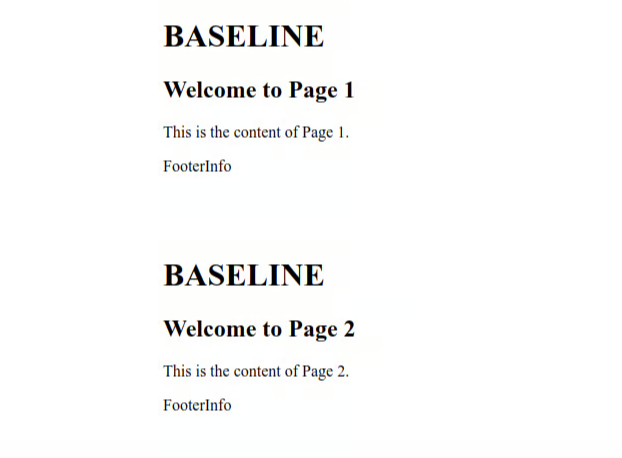 BASELINE
Welcome to Page 1
This is the content of Page 1.
FooterInfo
BASELINE
Welcome to Page 2
This is the content of Page 2.
FooterInfo